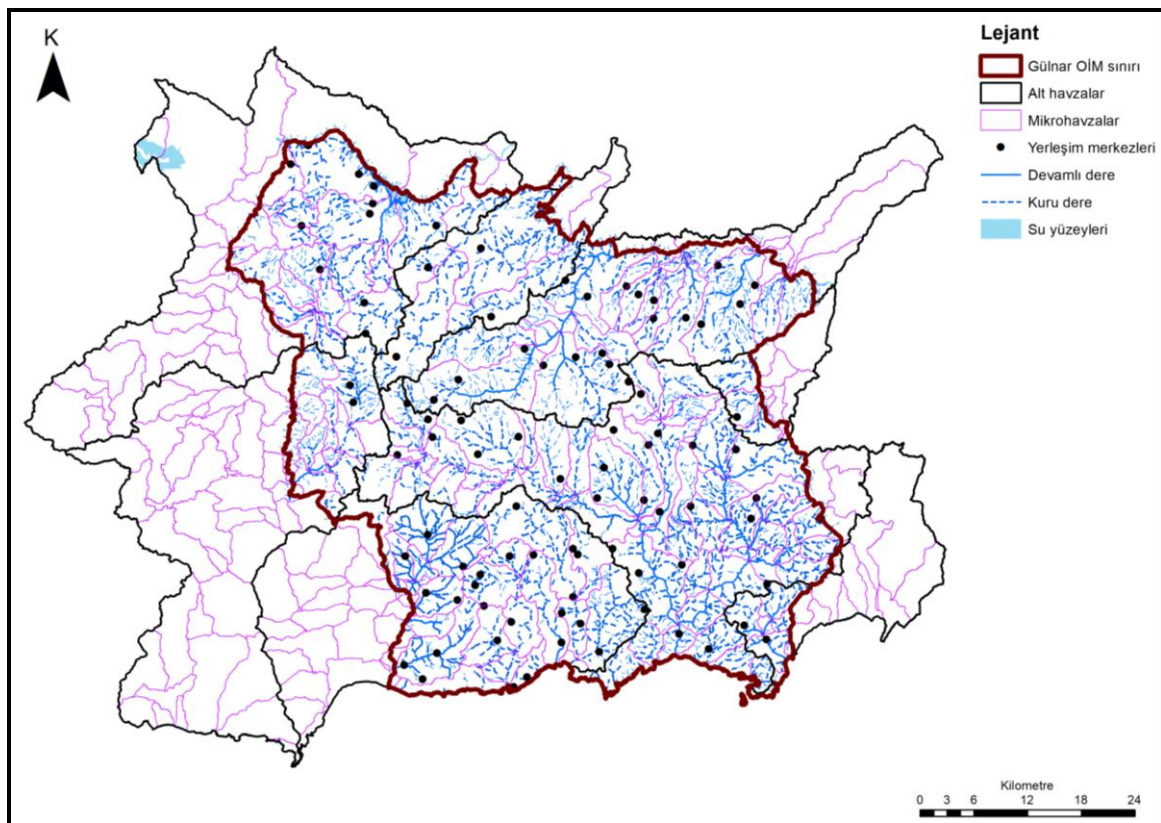 K
Lejant
Gülnar OİM sınırı
Alt havzalar
Mikrohavzalar
Yerleşim merkezleri
Devamlı dere
Kuru dere
Su yüzeyleri
Kilometre
0 3 6 12 18 24